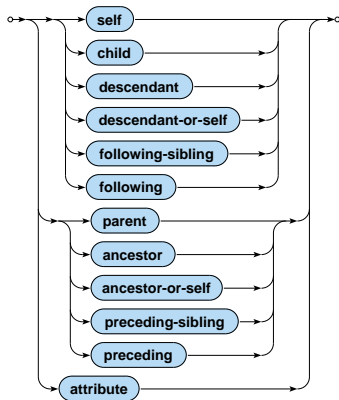 self
child
descendant
descendant-or-self
following-sibling
following
parent
ancestor
ancestor-or-self
preceding-sibling
preceding
attribute